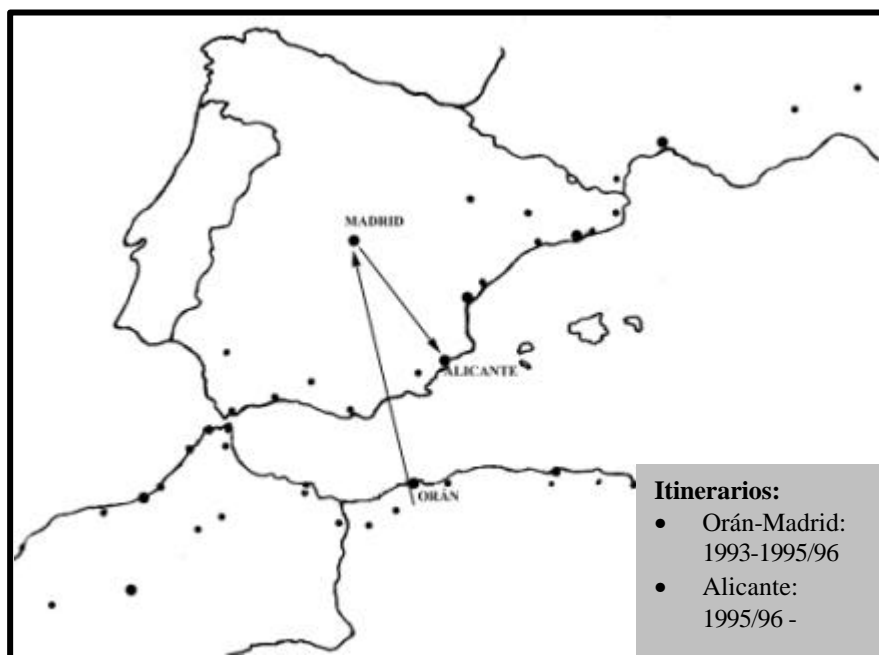 MADRID
ALICANTE
ORÁN
Itinerarios:
• Orán-Madrid:
1993-1995/96
• Alicante:
1995/96 -